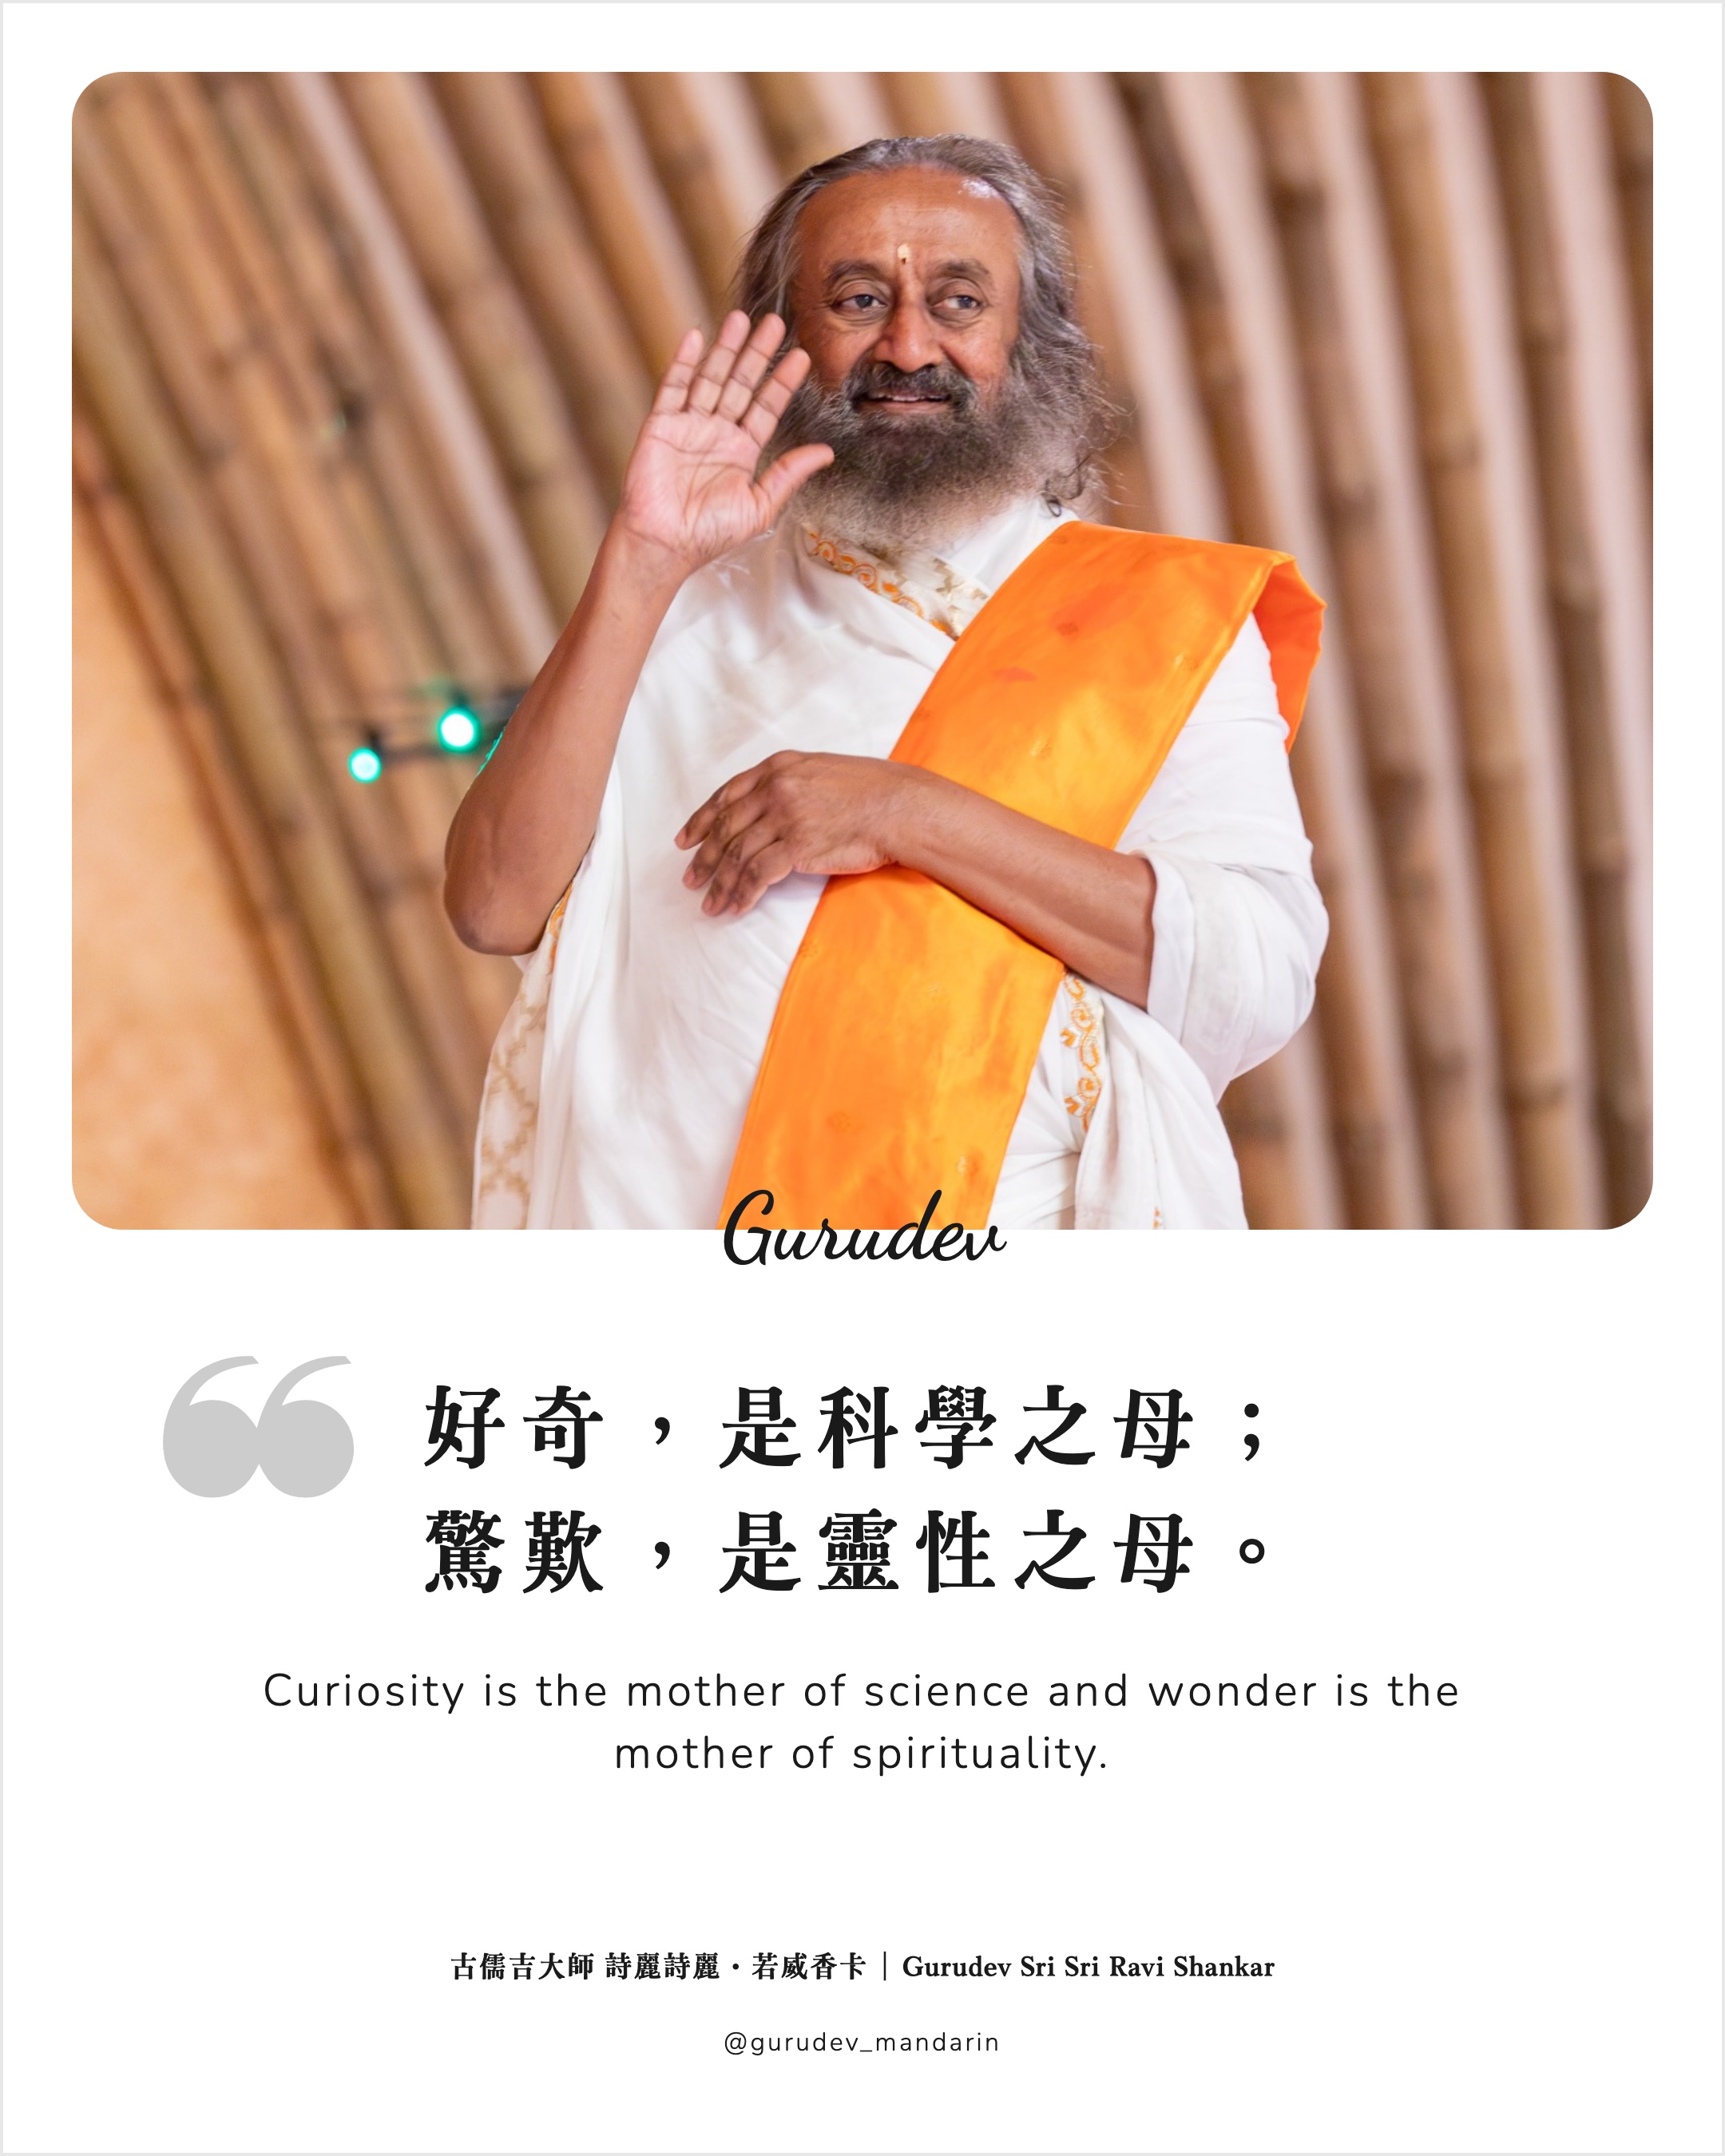 Gurudev
好奇，是科學之母；
驚歎，是靈性之母。
Curiosity is the mother of science and wonder is the
mother of spirituality.
古儒吉大師 詩麗詩麗・若威香卡｜Gurudev Sri Sri Ravi Shankar
@gurudev_mandarin